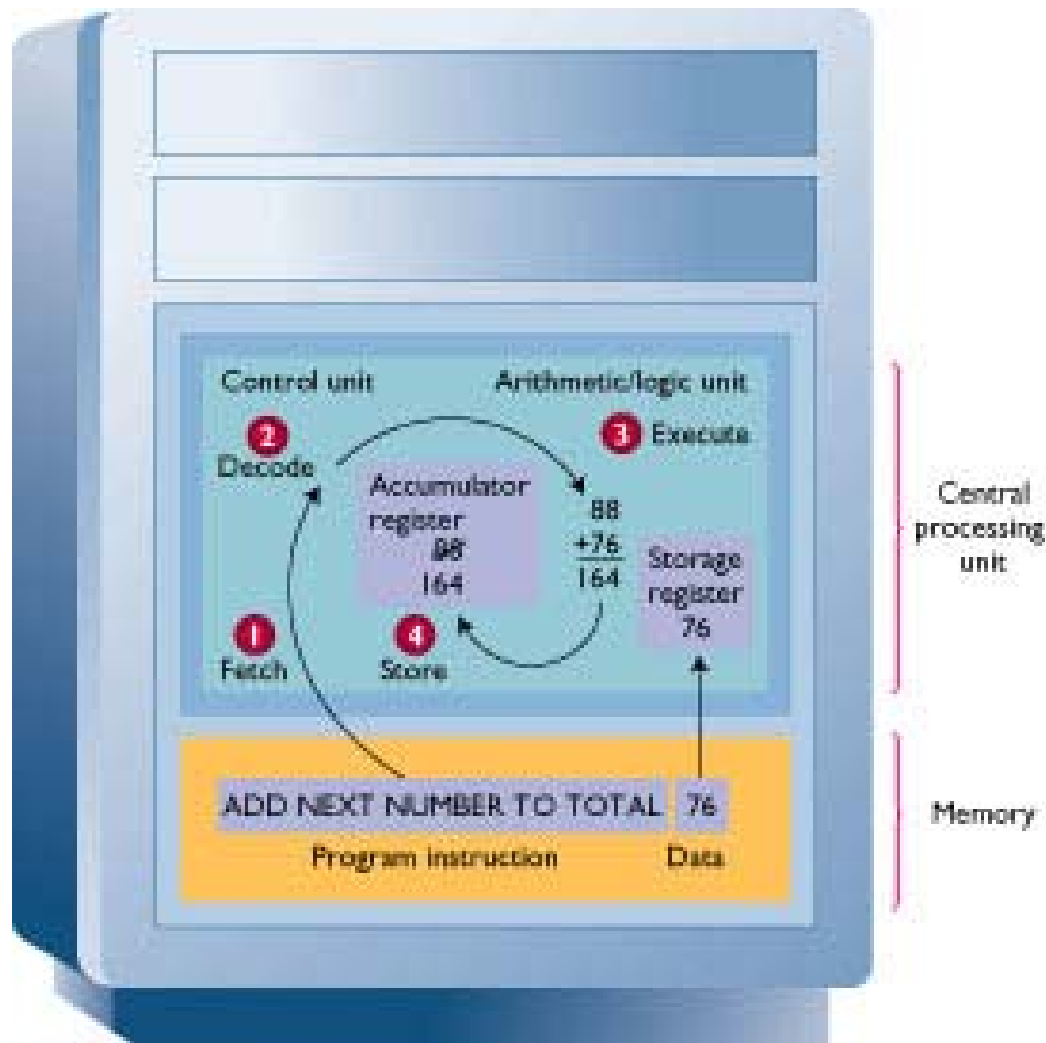 Control unit
Arithmetic/logic unit
2
Decode
3 Execute
Accumulator
register
88
164
88
+76
164
Storage
register
76
1
Fetch
4
Store
Central
processing
unit
ADD NEXT NUMBER TO TOTAL 76
Program instruction
Data
Memory